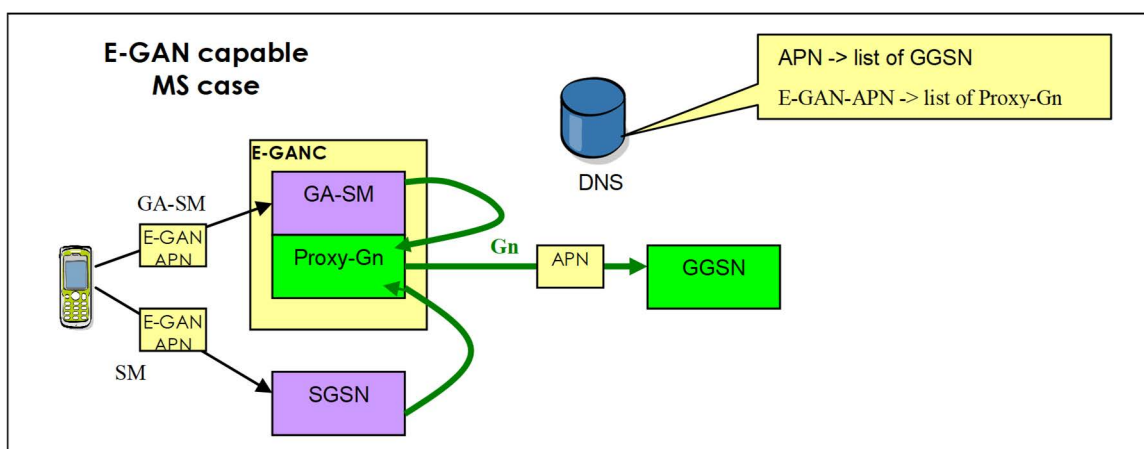 E-GAN capable
MS case
APN -> list of GGSN
E-GAN-APN -> list of Proxy-Gn
DNS
E-GANC
GA-SM
GA-SM
E-GAN
APN
Proxy-Gn
Gn
APN
GGSN
E-GAN
APN
SM
SGSN